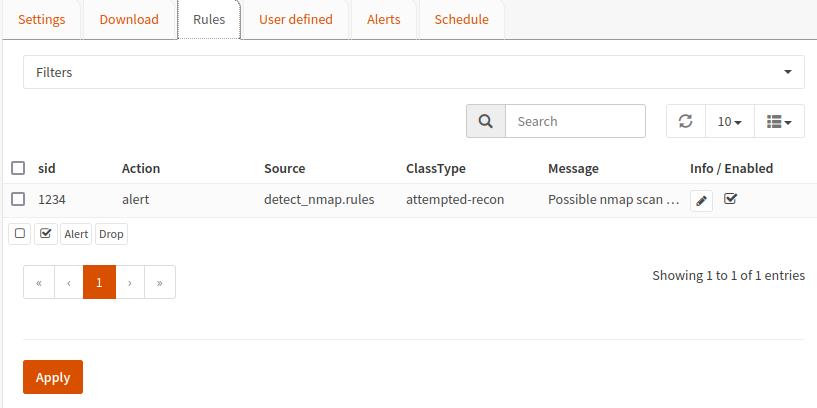 Settings Download Rules User defined Alerts Schedule
Filters
Search 10
sid Action Source ClassType Message Info / Enabled
1234 alert detect_nmap.rules attempted-recon Possible nmap scan …
Alert Drop
« ‹ 1 › » Showing 1 to 1 of 1 entries
Apply